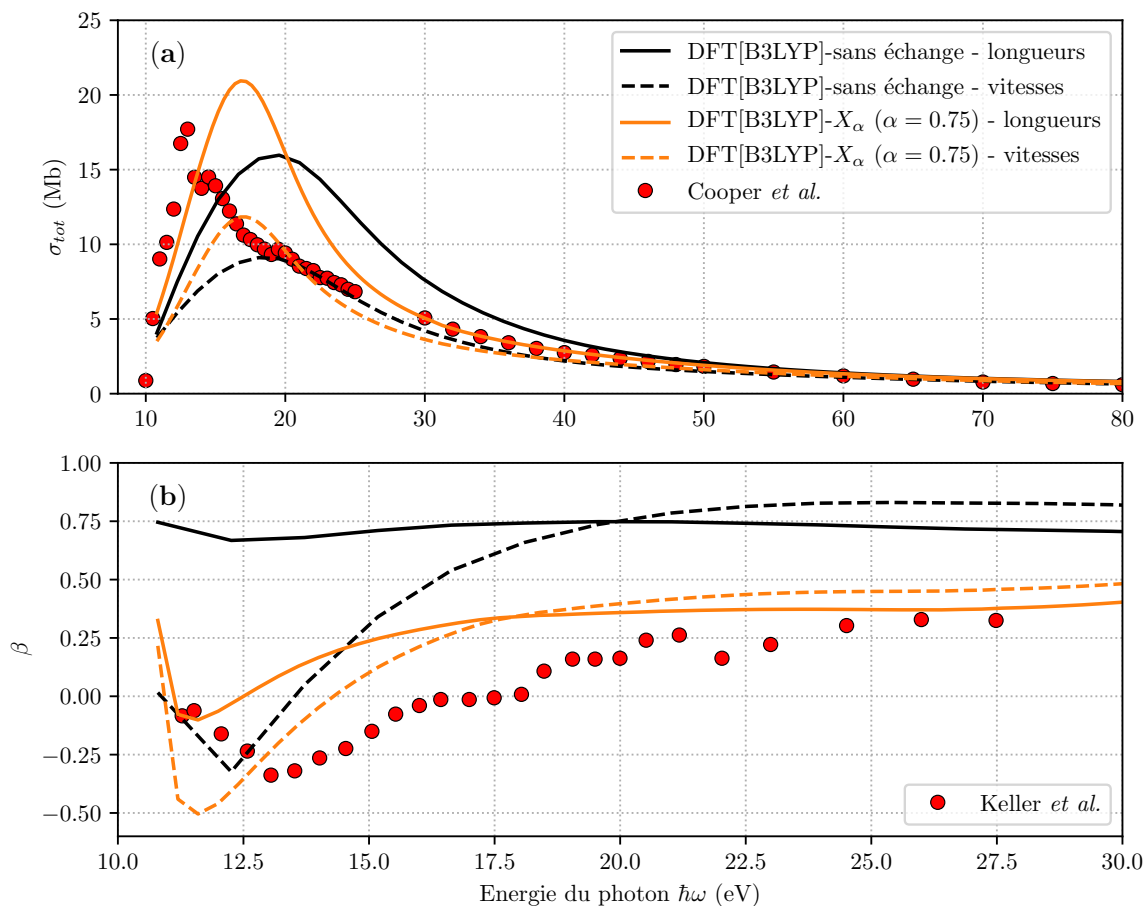 25
20
15
10
5
0
σ_tot (Mb)
(a)
DFT[B3LYP]-sans échange - longueurs
DFT[B3LYP]-sans échange - vitesses
DFT[B3LYP]-X_α (α = 0.75) - longueurs
DFT[B3LYP]-X_α (α = 0.75) - vitesses
Cooper et al.
10 20 30 40 50 60 70 80
1.00
0.75
0.50
0.25
0.00
−0.25
−0.50
β
(b)
Keller et al.
10.0 12.5 15.0 17.5 20.0 22.5 25.0 27.5 30.0
Energie du photon ℏω (eV)